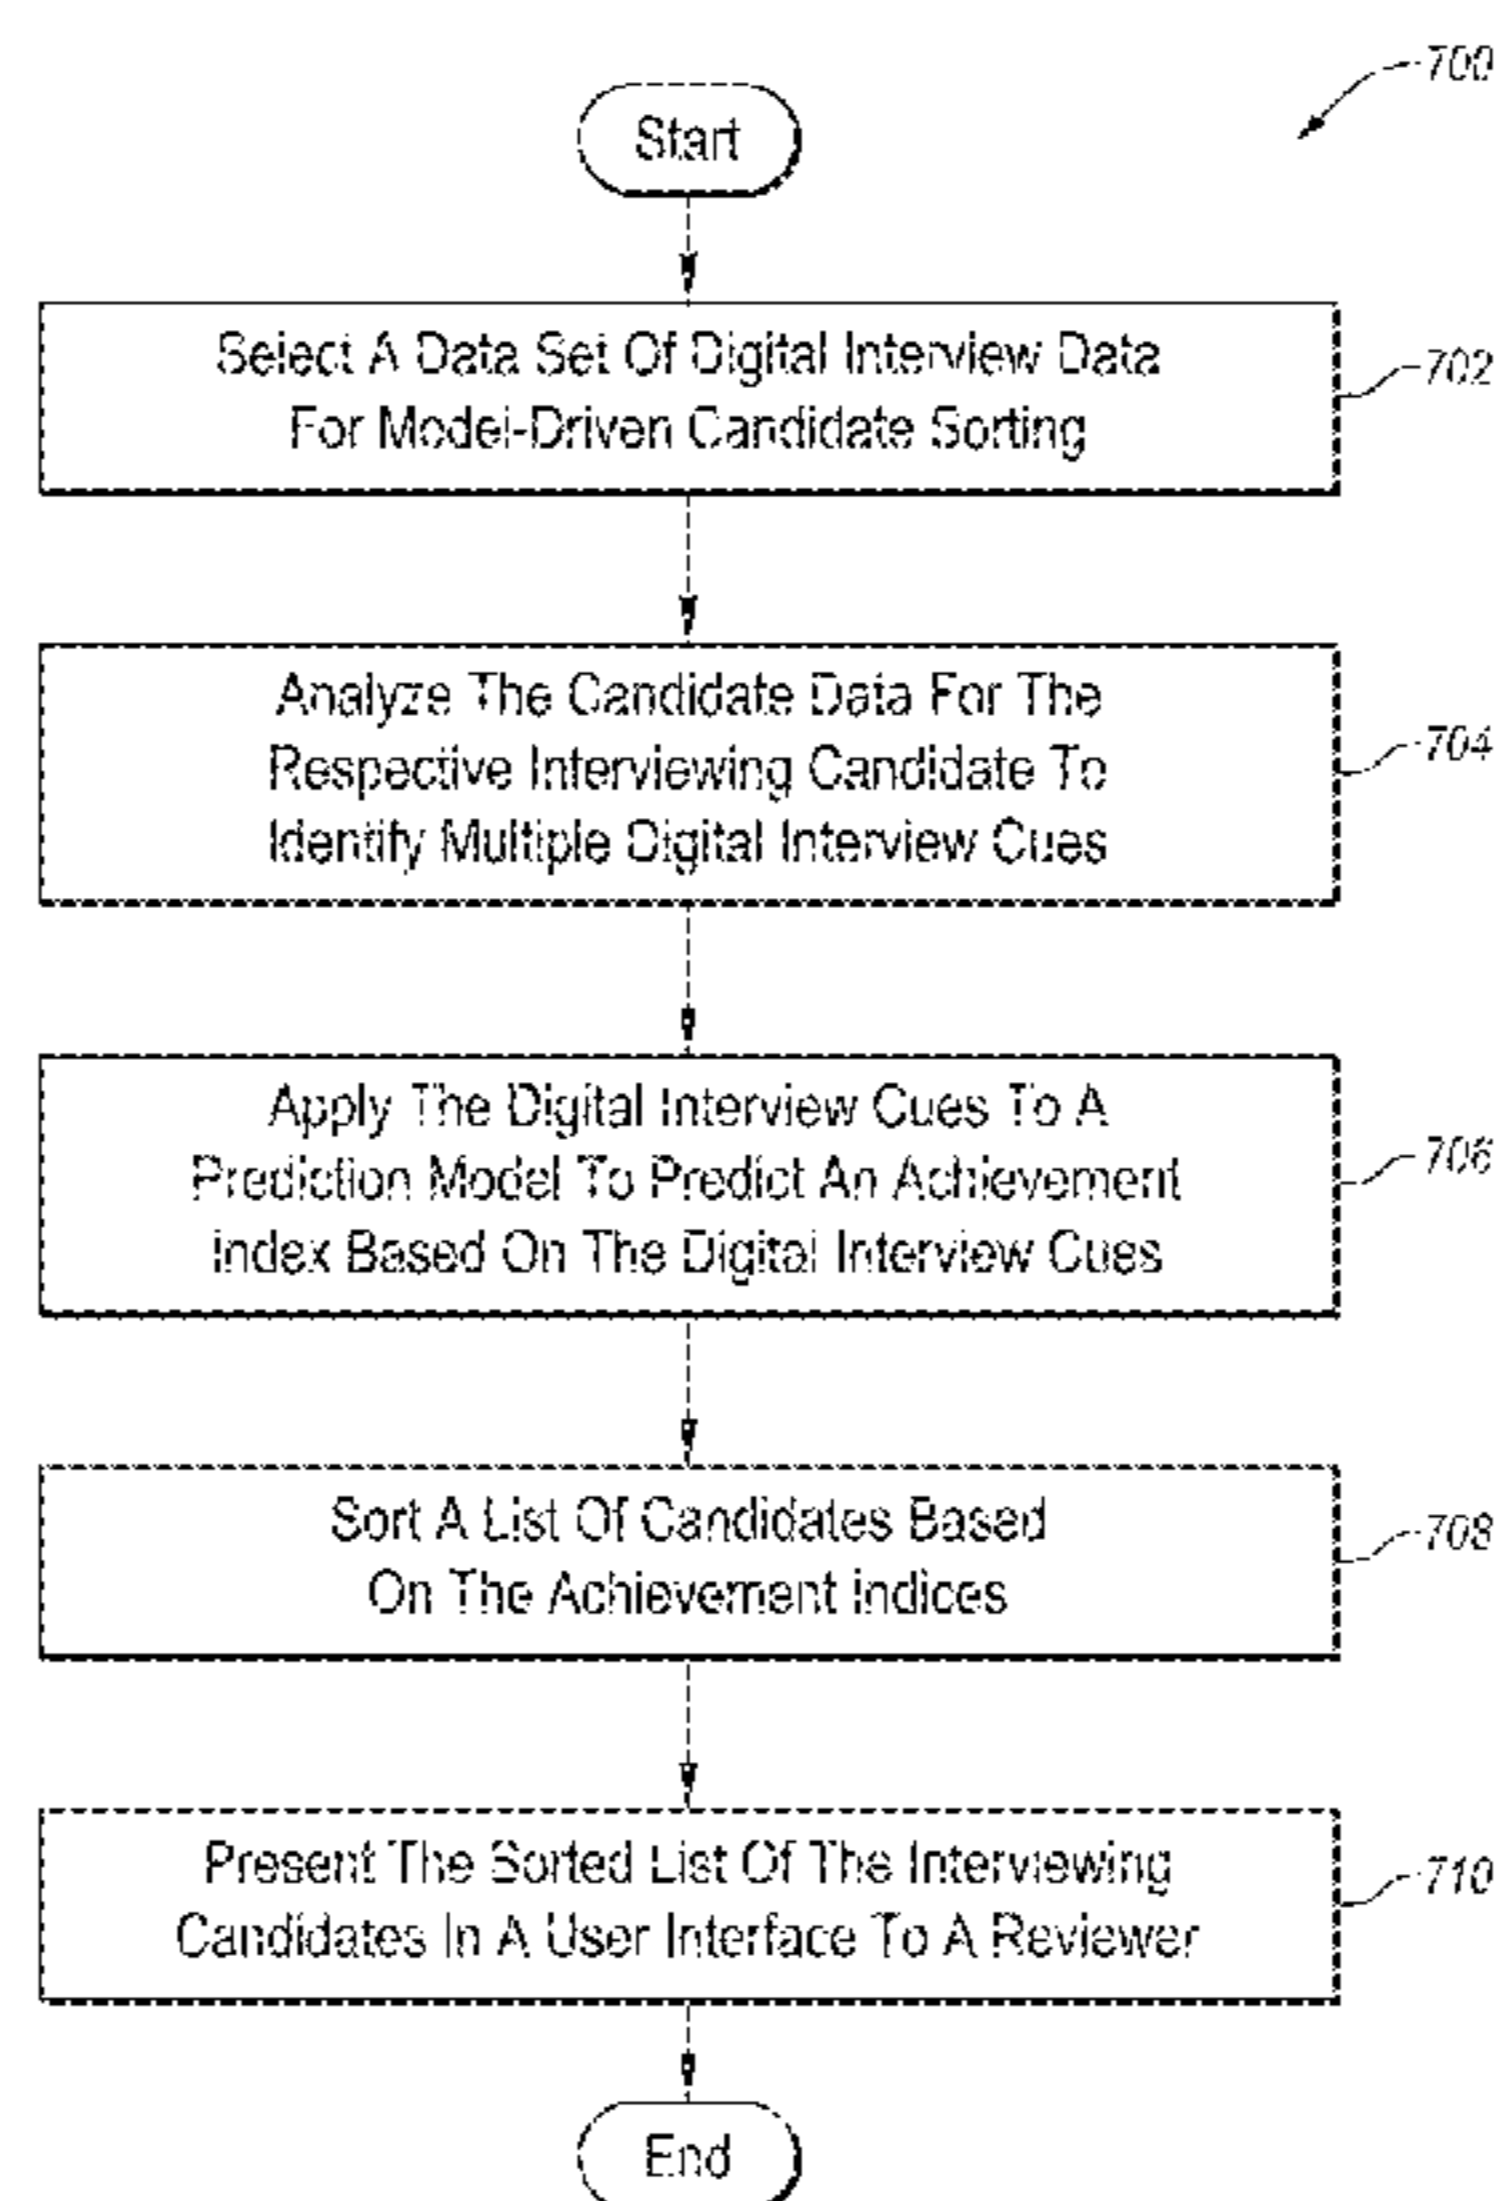 700
Start
Select A Data Set Of Digital Interview Data
For Model-Driven Candidate Sorting
702
Analyze The Candidate Data For The
Respective Interviewing Candidate To
Identify Multiple Digital Interview Cues
704
Apply The Digital Interview Cues To A
Prediction Model To Predict An Achievement
Index Based On The Digital Interview Cues
706
Sort A List Of Candidates Based
On The Achievement Indices
708
Present The Sorted List Of The Interviewing
Candidates In A User Interface To A Reviewer
710
End